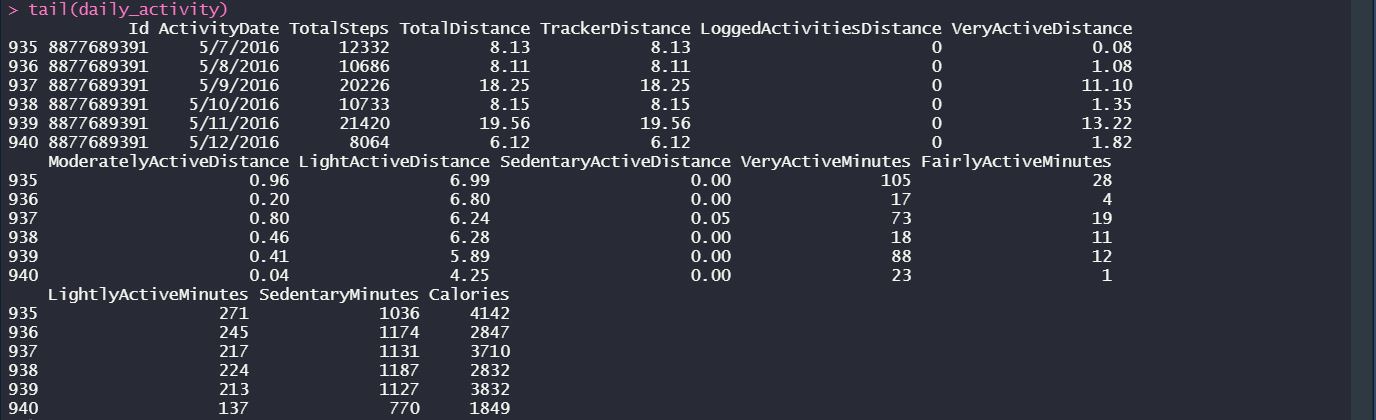 > tail(daily_activity)
Id ActivityDate TotalSteps TotalDistance TrackerDistance LoggedActivitiesDistance VeryActiveDistance
935 8877689391 5/7/2016 12332 8.13 8.13 0 0.08
936 8877689391 5/8/2016 10686 8.11 8.11 0 1.08
937 8877689391 5/9/2016 20226 18.25 18.25 0 11.10
938 8877689391 5/10/2016 10733 8.15 8.15 0 1.35
939 8877689391 5/11/2016 21420 19.56 19.56 0 13.22
940 8877689391 5/12/2016 8064 6.12 6.12 0 1.82
ModeratelyActiveDistance LightActiveDistance SedentaryActiveDistance VeryActiveMinutes FairlyActiveMinutes
935 0.96 6.99 0.00 105 28
936 0.20 6.80 0.00 17 4
937 0.80 6.24 0.05 73 19
938 0.46 6.28 0.00 18 11
939 0.41 5.89 0.00 88 12
940 0.04 4.25 0.00 23 1
LightlyActiveMinutes SedentaryMinutes Calories
935 271 1036 4142
936 245 1174 2847
937 217 1131 3710
938 224 1187 2832
939 213 1127 3832
940 137 770 1849